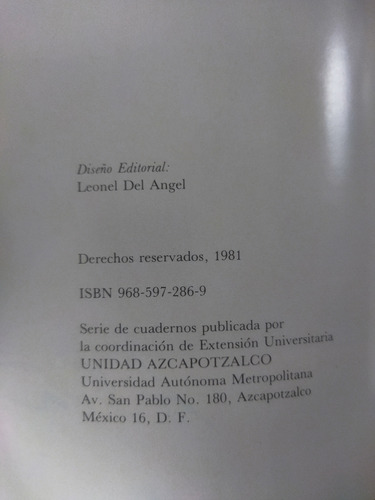 Diseño Editorial:
Leonel Del Angel
Derechos reservados, 1981
ISBN 968-597-286-9
Serie de cuadernos publicada por
la coordinación de Extensión Universitaria
UNIDAD AZCAPOTZALCO
Universidad Autónoma Metropolitana
Av. San Pablo No. 180, Azcapotzalco
México 16, D. F.